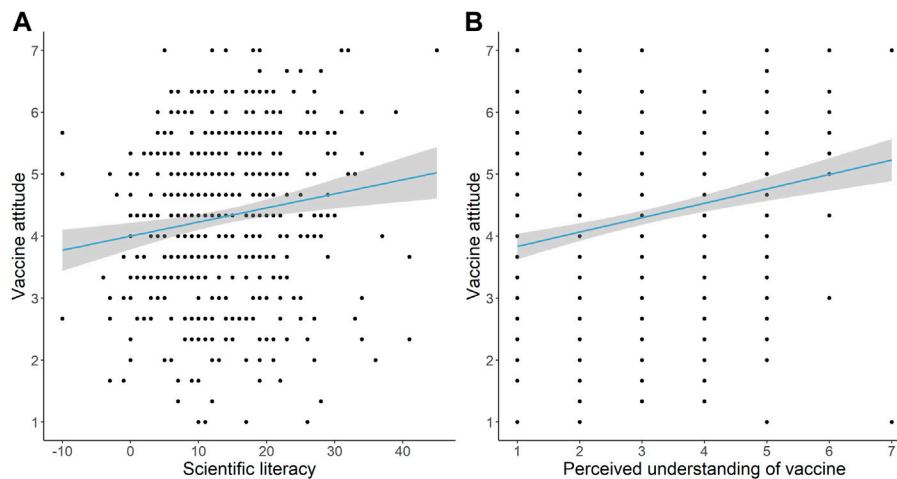 A
Vaccine attitude
7
6
5
4
3
2
1
-10 0 10 20 30 40
Scientific literacy
B
Vaccine attitude
7
6
5
4
3
2
1
1 2 3 4 5 6 7
Perceived understanding of vaccine